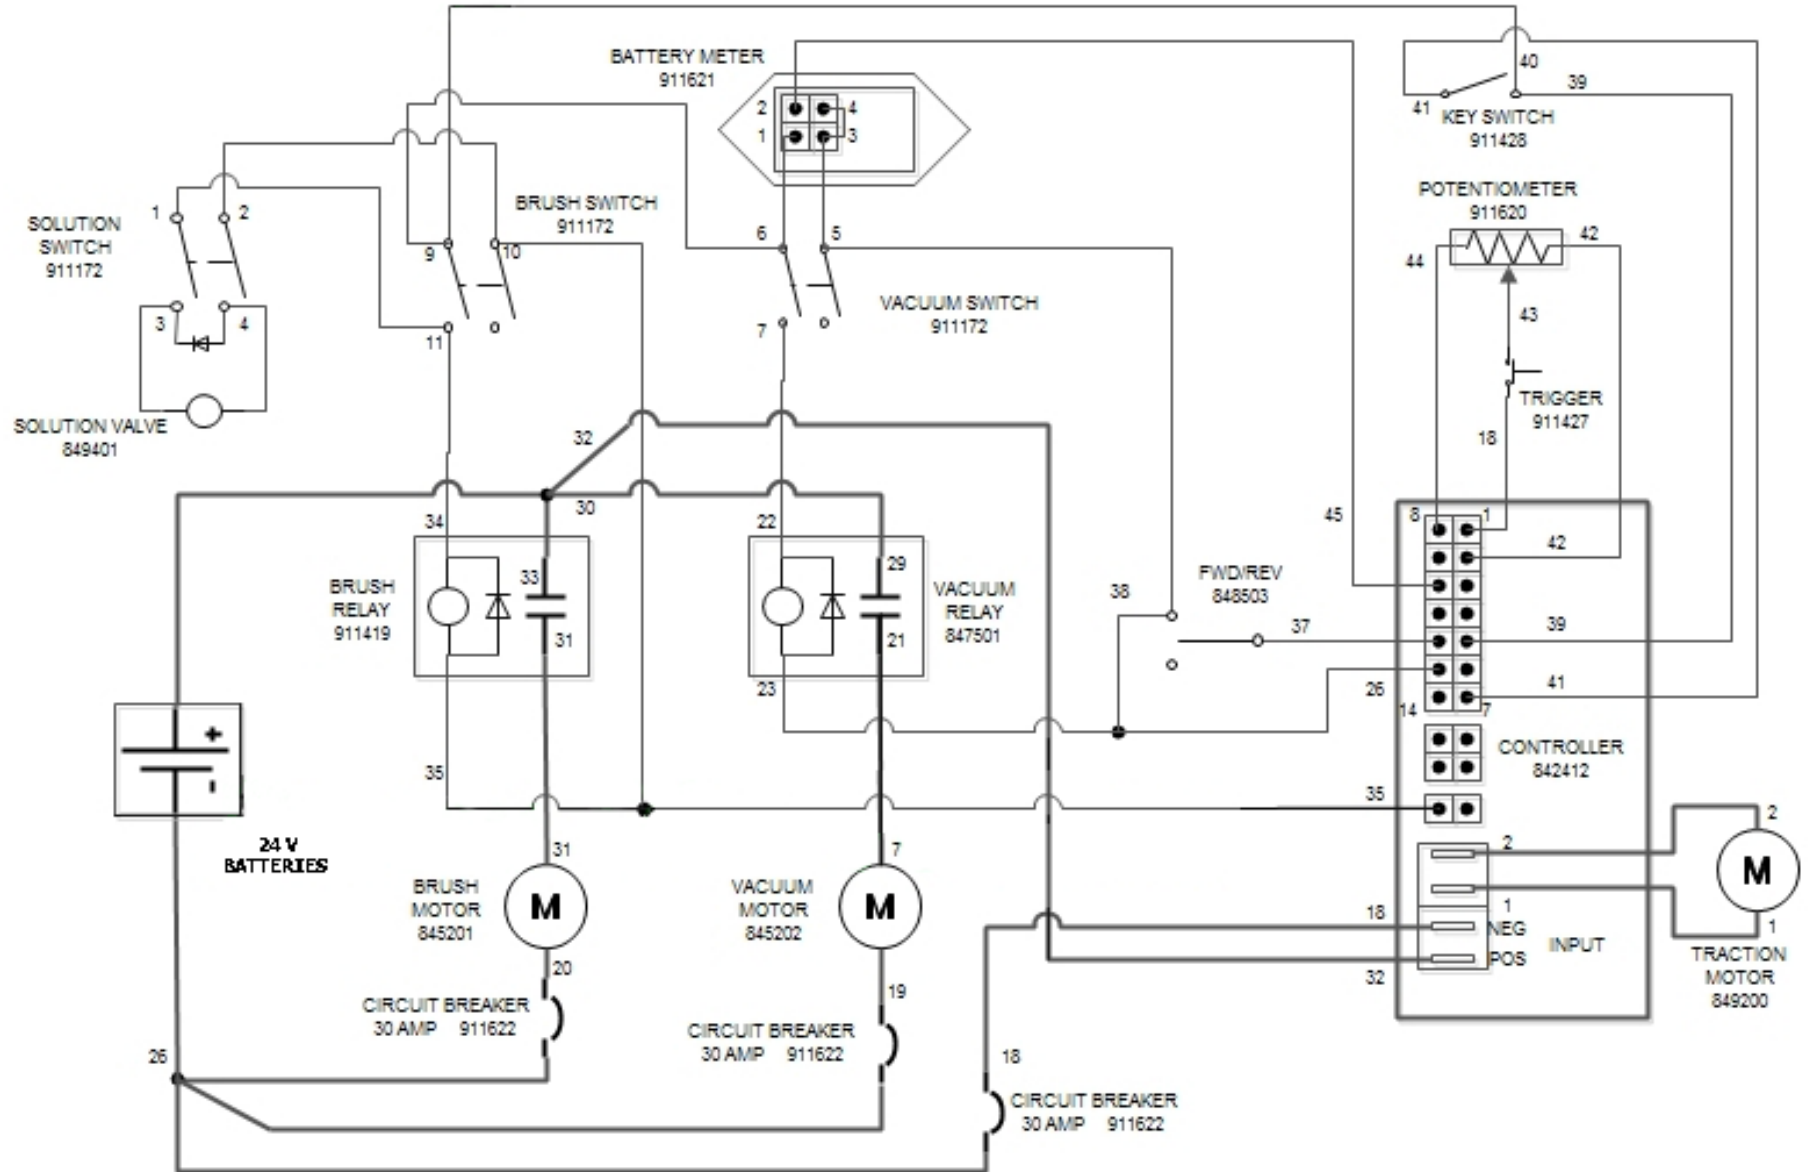 BATTERY METER
911621
2
4
1
3
40
39
41
KEY SWITCH
911428
POTENTIOMETER
911620
44
42
43
TRIGGER
911427
18
SOLUTION
SWITCH
911172
1
2
3
4
SOLUTION VALVE
849401
BRUSH SWITCH
911172
9
10
11
6
5
7
VACUUM SWITCH
911172
32
30
34
33
31
BRUSH
RELAY
911419
35
22
29
21
23
VACUUM
RELAY
847501
38
FWD/REV
848503
37
45
8
1
42
39
26
41
14
7
CONTROLLER
842412
35
2
1
18
NEG
POS
INPUT
32
2
M
1
TRACTION
MOTOR
849200
+
-
24 V
BATTERIES
31
BRUSH
MOTOR
845201
M
20
CIRCUIT BREAKER
30 AMP 911622
7
VACUUM
MOTOR
845202
M
19
CIRCUIT BREAKER
30 AMP 911622
26
18
CIRCUIT BREAKER
30 AMP 911622